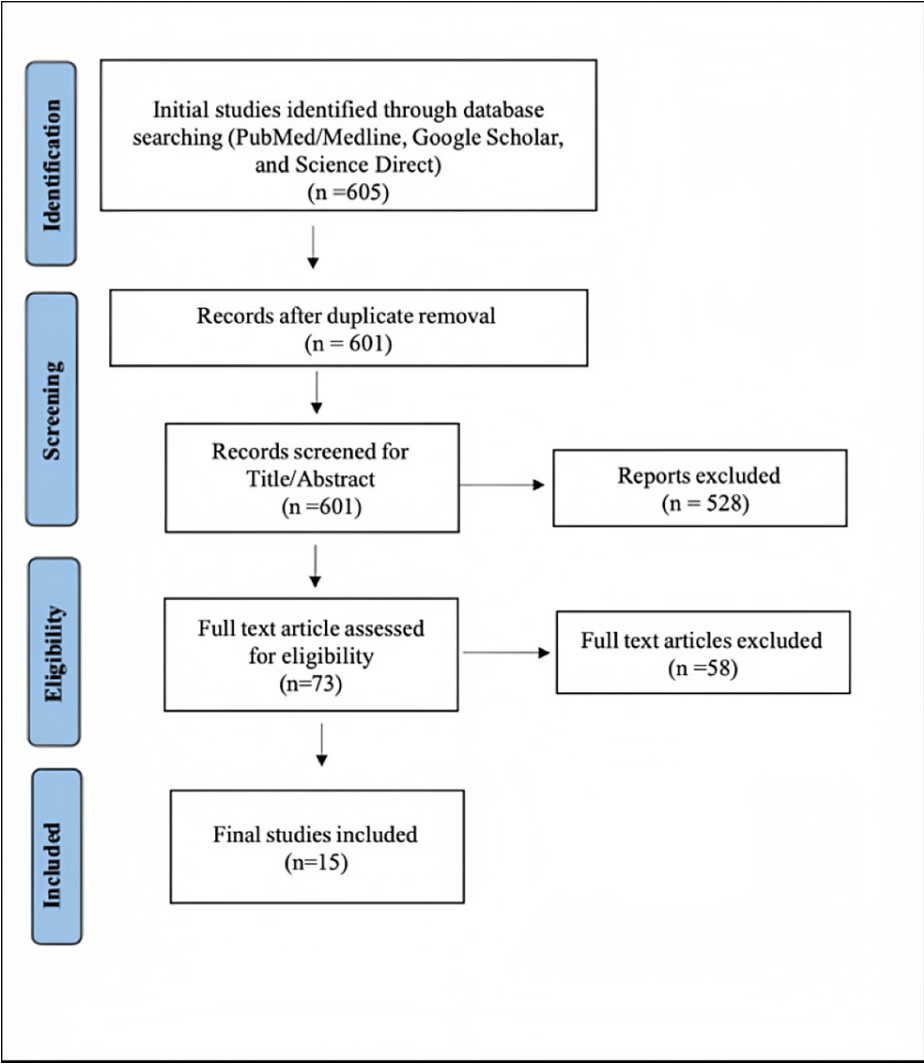 Identification
Initial studies identified through database
searching (PubMed/Medline, Google Scholar,
and Science Direct)
(n =605)
Screening
Records after duplicate removal
(n = 601)
Records screened for
Title/Abstract
(n =601)
Reports excluded
(n = 528)
Eligibility
Full text article assessed
for eligibility
(n=73)
Full text articles excluded
(n =58)
Included
Final studies included
(n=15)